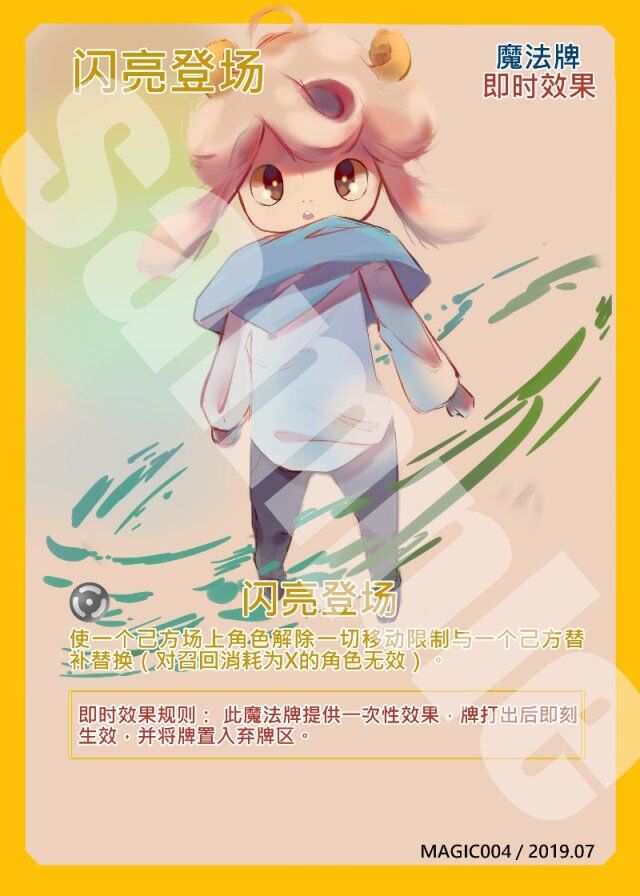 闪亮登场
魔法牌
即时效果
Sample
闪亮登场
使一个己方场上角色解除一切移动限制与一个己方替
补替换（对召回消耗为X的角色无效）。
即时效果规则： 此魔法牌提供一次性效果，牌打出后即刻
生效，并将牌置入弃牌区。
MAGIC004 / 2019.07